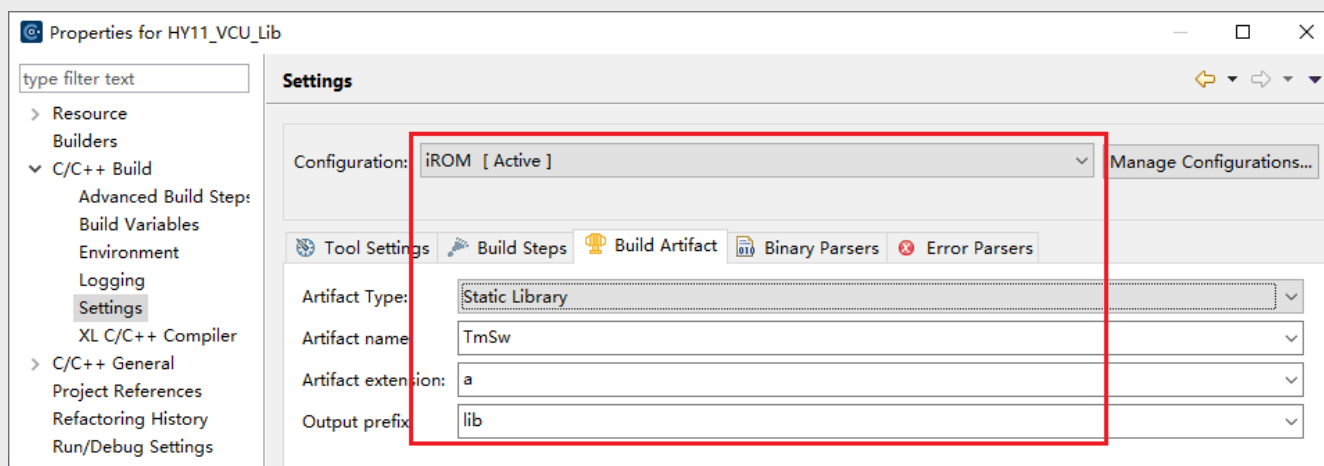 Properties for HY11_VCU_Lib
type filter text
Resource
Builders
C/C++ Build
Advanced Build Steps
Build Variables
Environment
Logging
Settings
XL C/C++ Compiler
C/C++ General
Project References
Refactoring History
Run/Debug Settings
Settings
Configuration: iROM [ Active ] Manage Configurations...
Tool Settings Build Steps Build Artifact Binary Parsers Error Parsers
Artifact Type: Static Library
Artifact name TmSw
Artifact extension: a
Output prefix lib